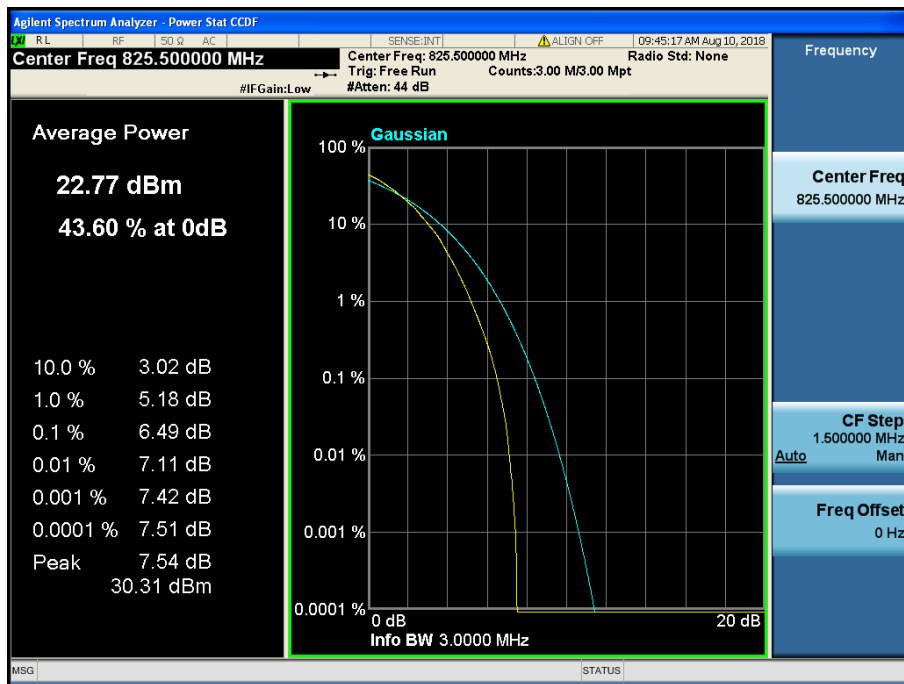 Agilent Spectrum Analyzer - Power Stat CCDF
LXI RL RF 50 Ω AC SENSE:INT ALIGN OFF 09:45:17 AM Aug 10, 2018
Center Freq 825.500000 MHz
Center Freq: 825.500000 MHz Radio Std: None
Trig: Free Run Counts:3.00 M/3.00 Mpt
#IFGain:Low #Atten: 44 dB
Average Power
22.77 dBm
43.60 % at 0dB
10.0 % 3.02 dB
1.0 % 5.18 dB
0.1 % 6.49 dB
0.01 % 7.11 dB
0.001 % 7.42 dB
0.0001 % 7.51 dB
Peak 7.54 dB
30.31 dBm
Gaussian
100 %
10 %
1 %
0.1 %
0.01 %
0.001 %
0.0001 %
0 dB 20 dB
Info BW 3.0000 MHz
Frequency
Center Freq
825.500000 MHz
CF Step
1.500000 MHz
Auto Man
Freq Offset
0 Hz
MSG STATUS